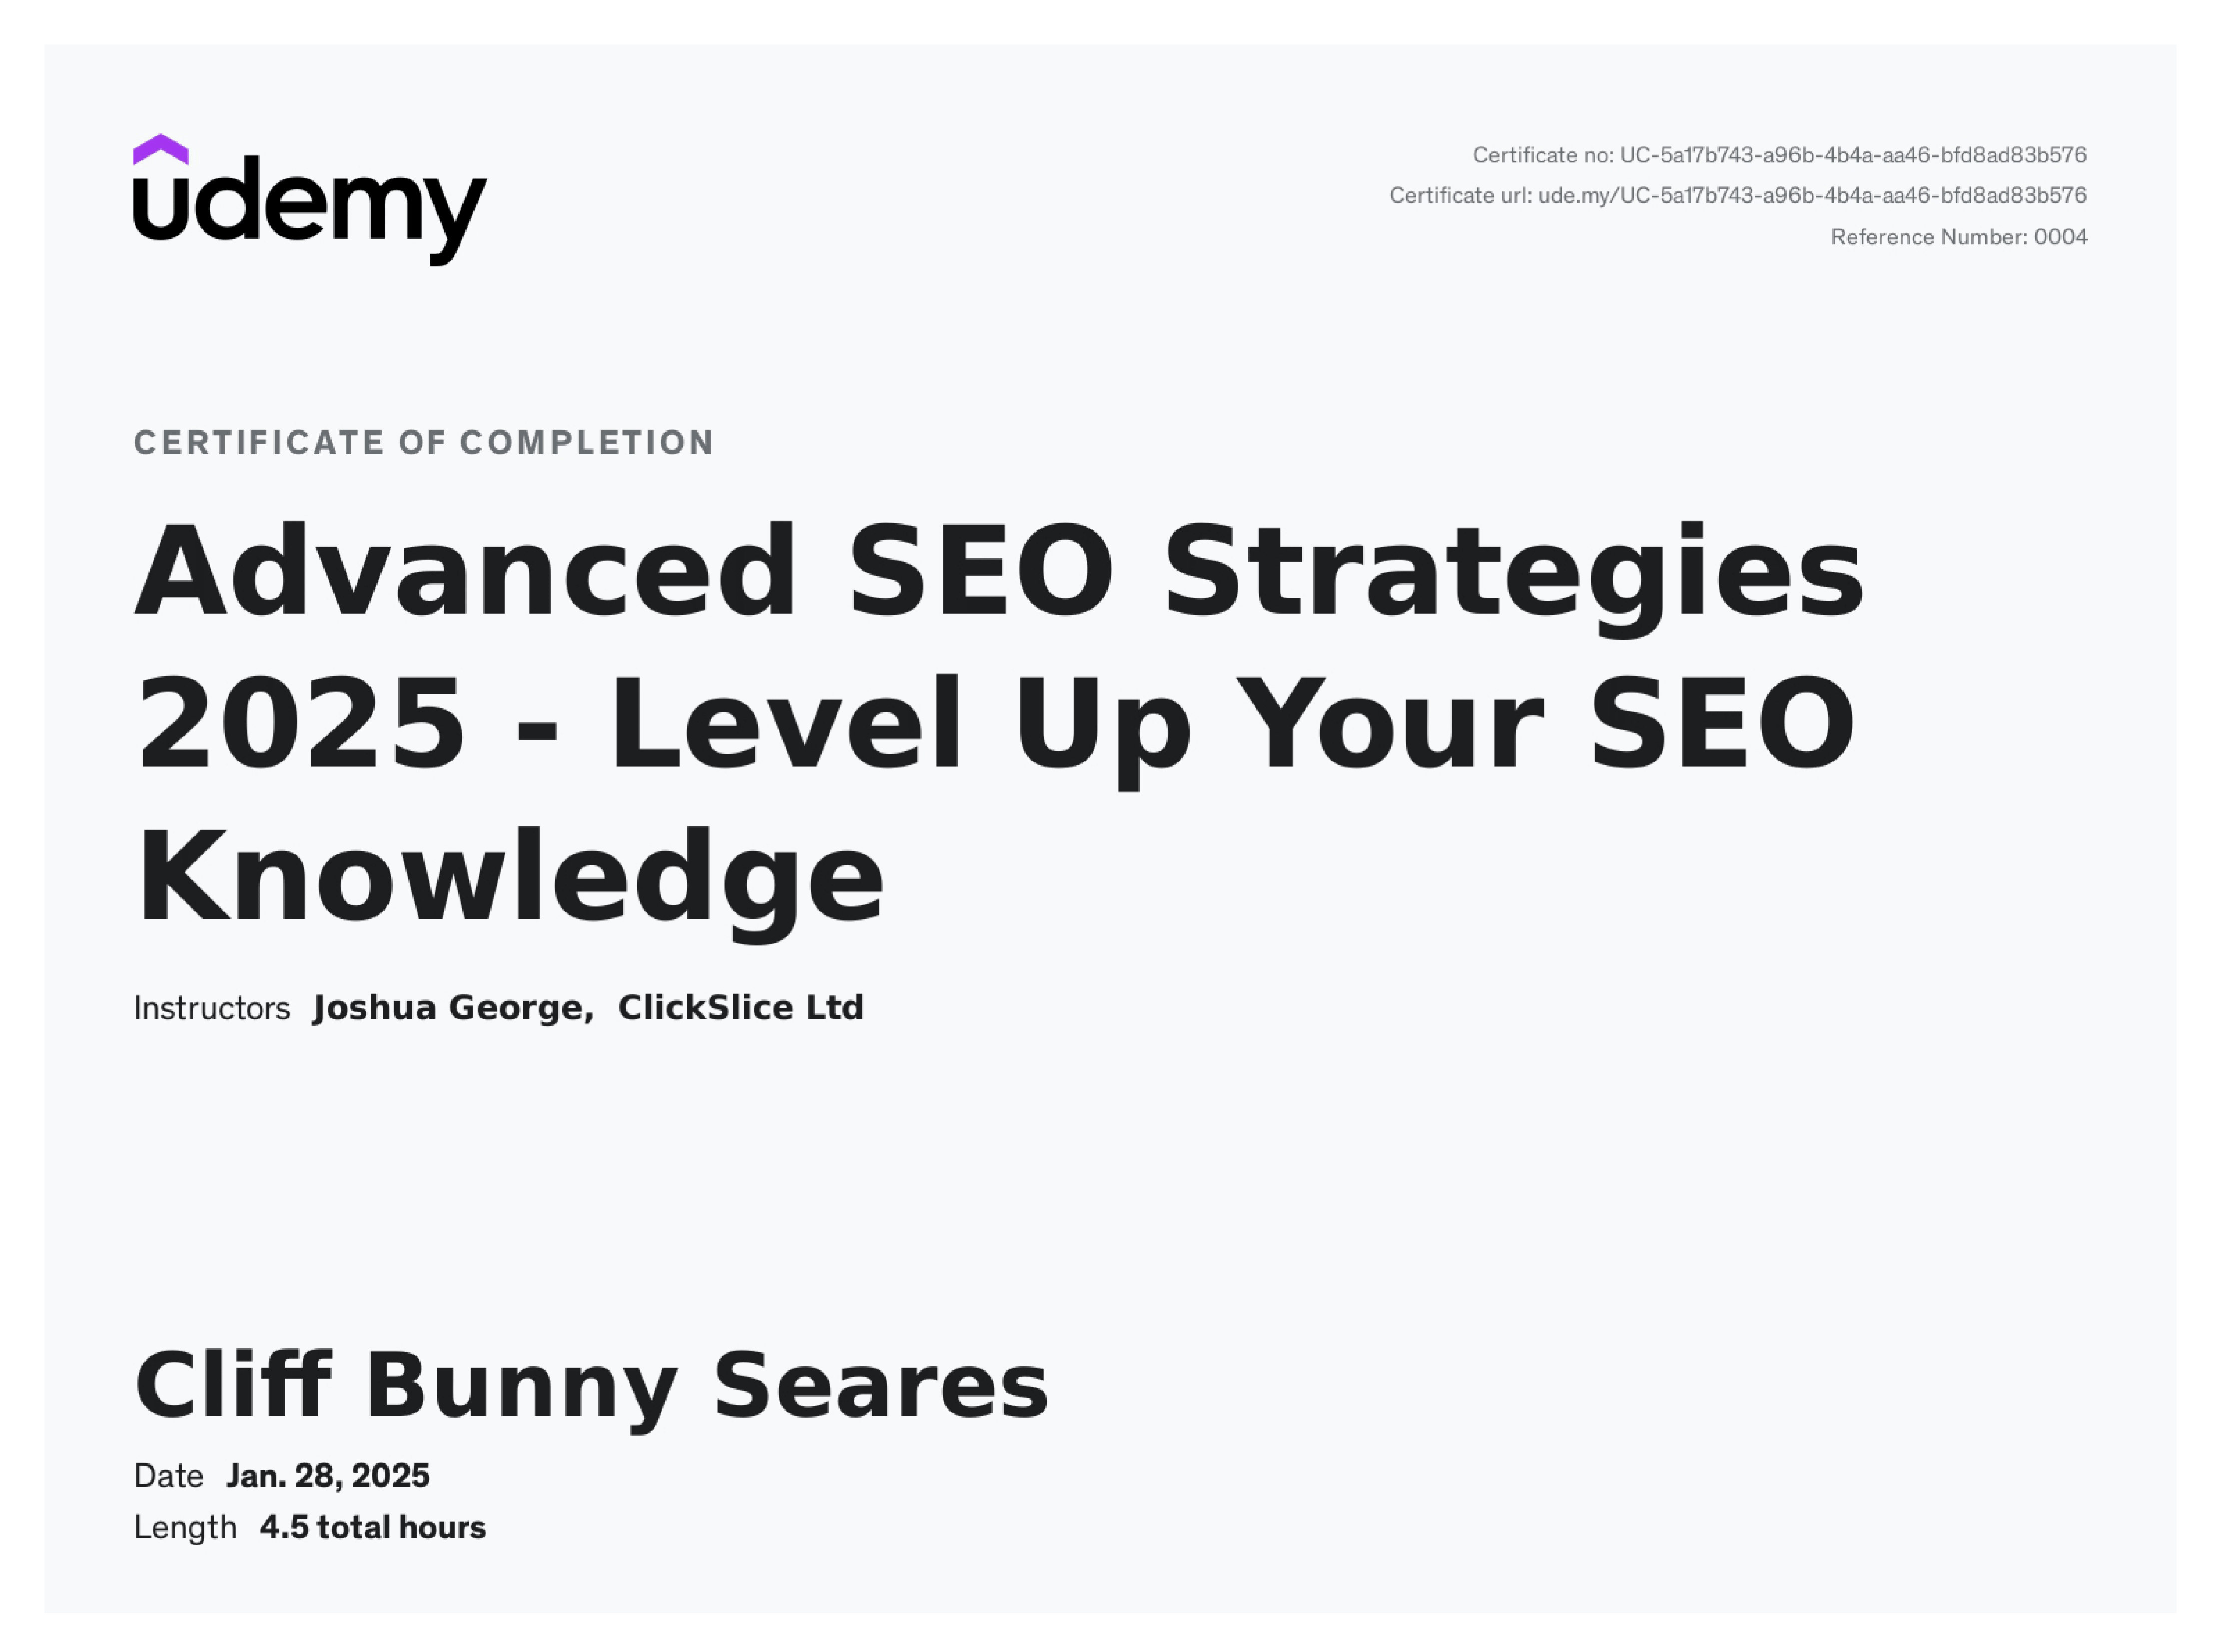 udemy
Certificate no: UC-5a17b743-a96b-4b4a-aa46-bfd8ad83b576
Certificate url: ude.my/UC-5a17b743-a96b-4b4a-aa46-bfd8ad83b576
Reference Number: 0004
CERTIFICATE OF COMPLETION
Advanced SEO Strategies
2025 - Level Up Your SEO
Knowledge
Instructors Joshua George, ClickSlice Ltd
Cliff Bunny Seares
Date Jan. 28, 2025
Length 4.5 total hours